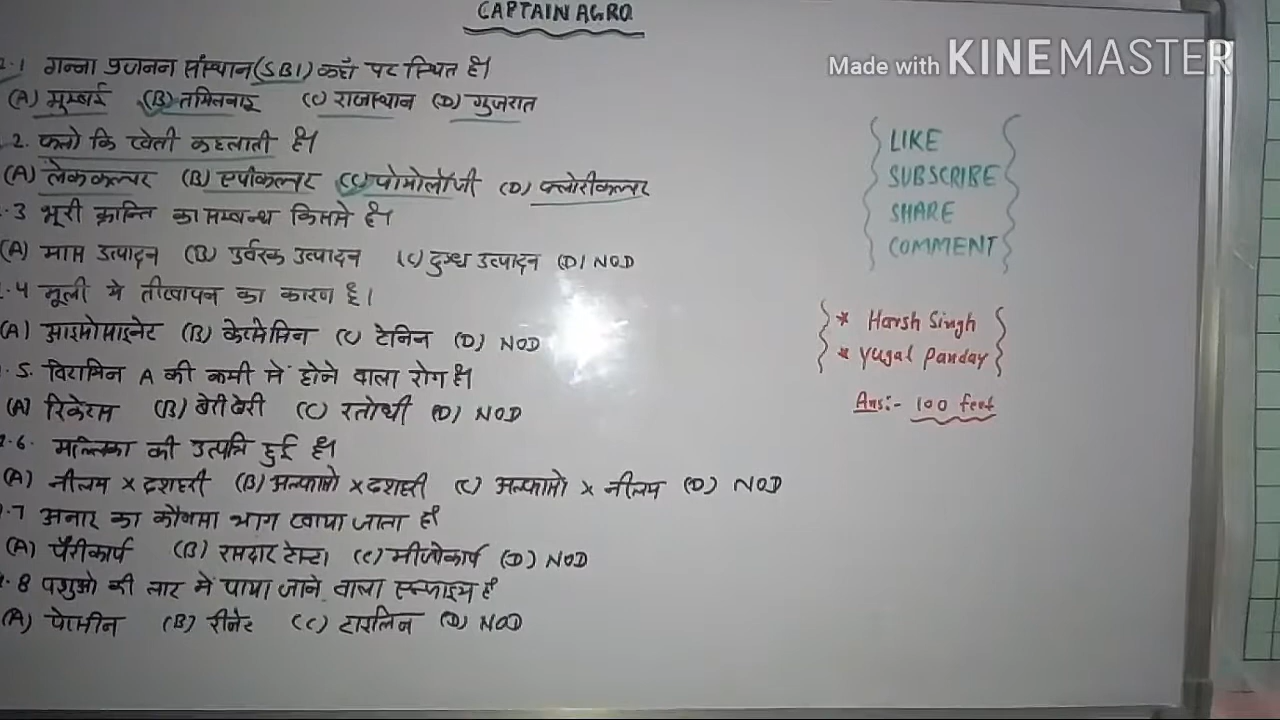 CAPTAIN AGRO
Made with KINEMASTER
2.1 गन्ना प्रजनन संस्थान (SBI) कहाँ पर स्थित है।
(A) मुम्बई (B) तमिलनाडू (C) राजस्थान (D) गुजरात
2. फलो कि खेती कहलाती है।
(A) लेककल्चर (B) एपीकल्चर (C) पोमोलॉजी (D) फ्लोरीकल्चर
.3 भूरी क्रान्ति का सम्बन्ध किससे है।
(A) मास उत्पादन (B) उर्वरक उत्पादन (C) दुग्ध उत्पादन (D) NOD
.4 मूली मे तीखापन का कारण है।
(A) आइसोसाइनेट (B) केप्सेसिन (C) टेनिन (D) NOD
.5. विटामिन A की कमी से होने वाला रोग है।
(A) रिकेट्स (B) बेरी बेरी (C) रतोंधी (D) NOD
.6. मल्लिका की उत्पत्ति हुई है।
(A) नीलम × दशहरी (B) अल्फांसो × दशहरी (C) अल्फांसो × नीलम (D) NOD
.7 अनार का कौनसा भाग खाया जाता है
(A) पैरीकार्प (B) रसदार टेस्टा (C) मीजोकार्प (D) NOD
.8 पशुओ की लार में पाया जाने वाला एन्जाइम है
(A) पेप्सीन (B) रीनेट (C) टायलिन (D) NOD
LIKE
SUBSCRIBE
SHARE
COMMENT
* Harsh Singh
* Yugal Panday
Ans:- 100 feet